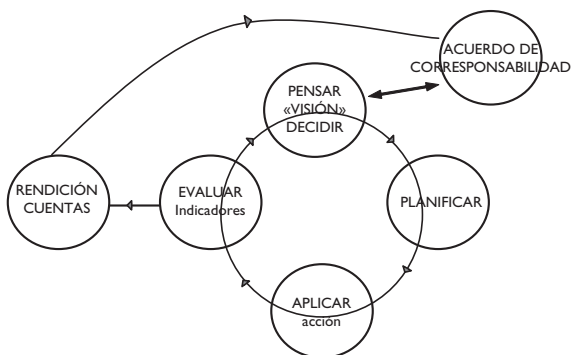 ACUERDO DE
CORRESPONSABILIDAD
PENSAR
«VISIÓN»
DECIDIR
RENDICIÓN
CUENTAS
EVALUAR
Indicadores
PLANIFICAR
APLICAR
acción